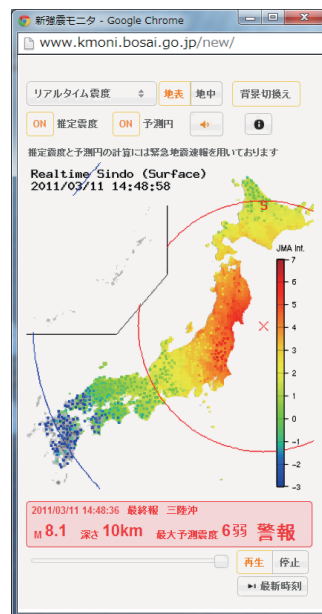 新強震モニタ - Google Chrome
www.kmoni.bosai.go.jp/new/
リアルタイム震度 地表 地中 背景切換え
ON 推定震度 ON 予測円
推定震度と予測円の計算には緊急地震速報を用いております
Realtime Sindo (Surface)
2011/03/11 14:48:58
S
JMA Int.
7
6
5
4
3
2
1
0
-1
-2
-3
2011/03/11 14:48:36 最終報 三陸沖
M 8.1 深さ 10km 最大予測震度 6弱 警報
再生 停止
最新時刻